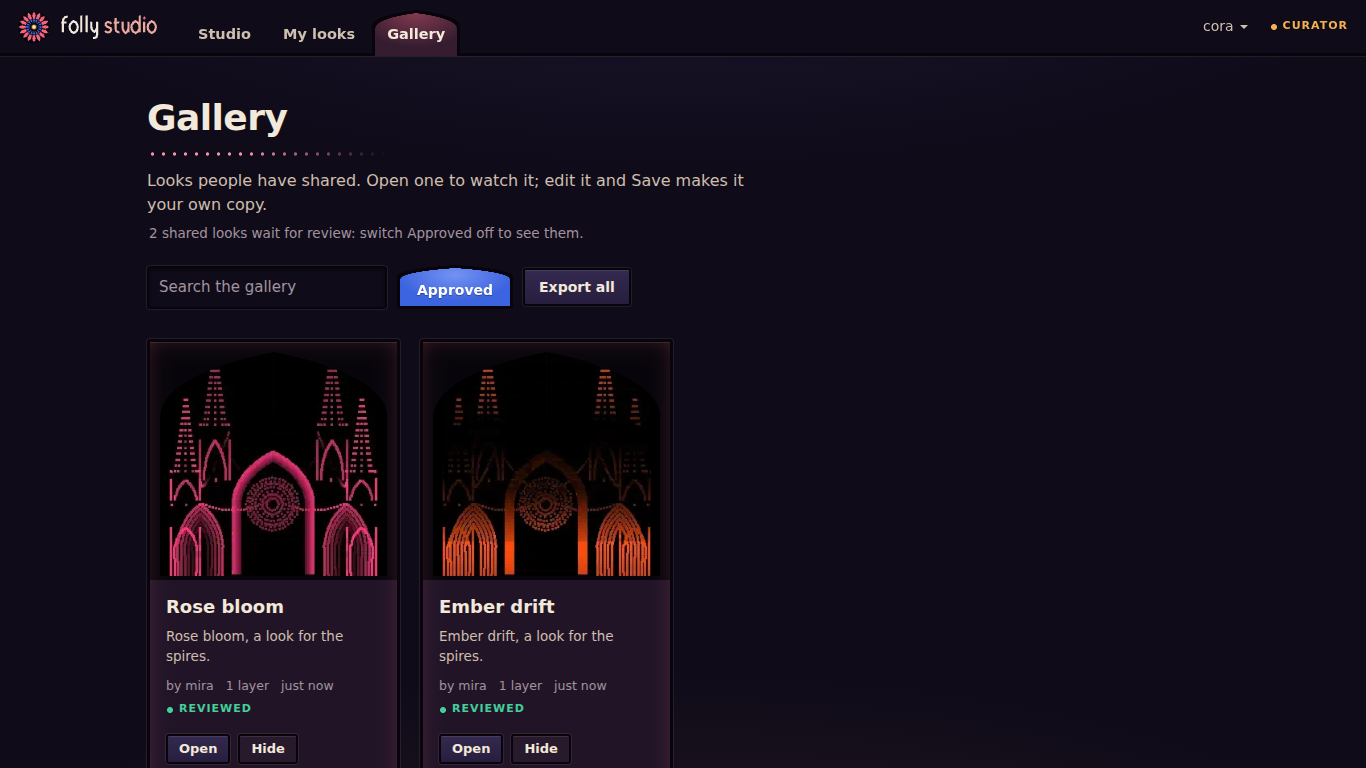 folly studio
Studio
My looks
Gallery
cora
CURATOR
Gallery
Looks people have shared. Open one to watch it; edit it and Save makes it
your own copy.
2 shared looks wait for review: switch Approved off to see them.
Search the gallery
Approved
Export all
Rose bloom
Rose bloom, a look for the
spires.
by mira 1 layer just now
REVIEWED
Open
Hide
Ember drift
Ember drift, a look for the
spires.
by mira 1 layer just now
REVIEWED
Open
Hide